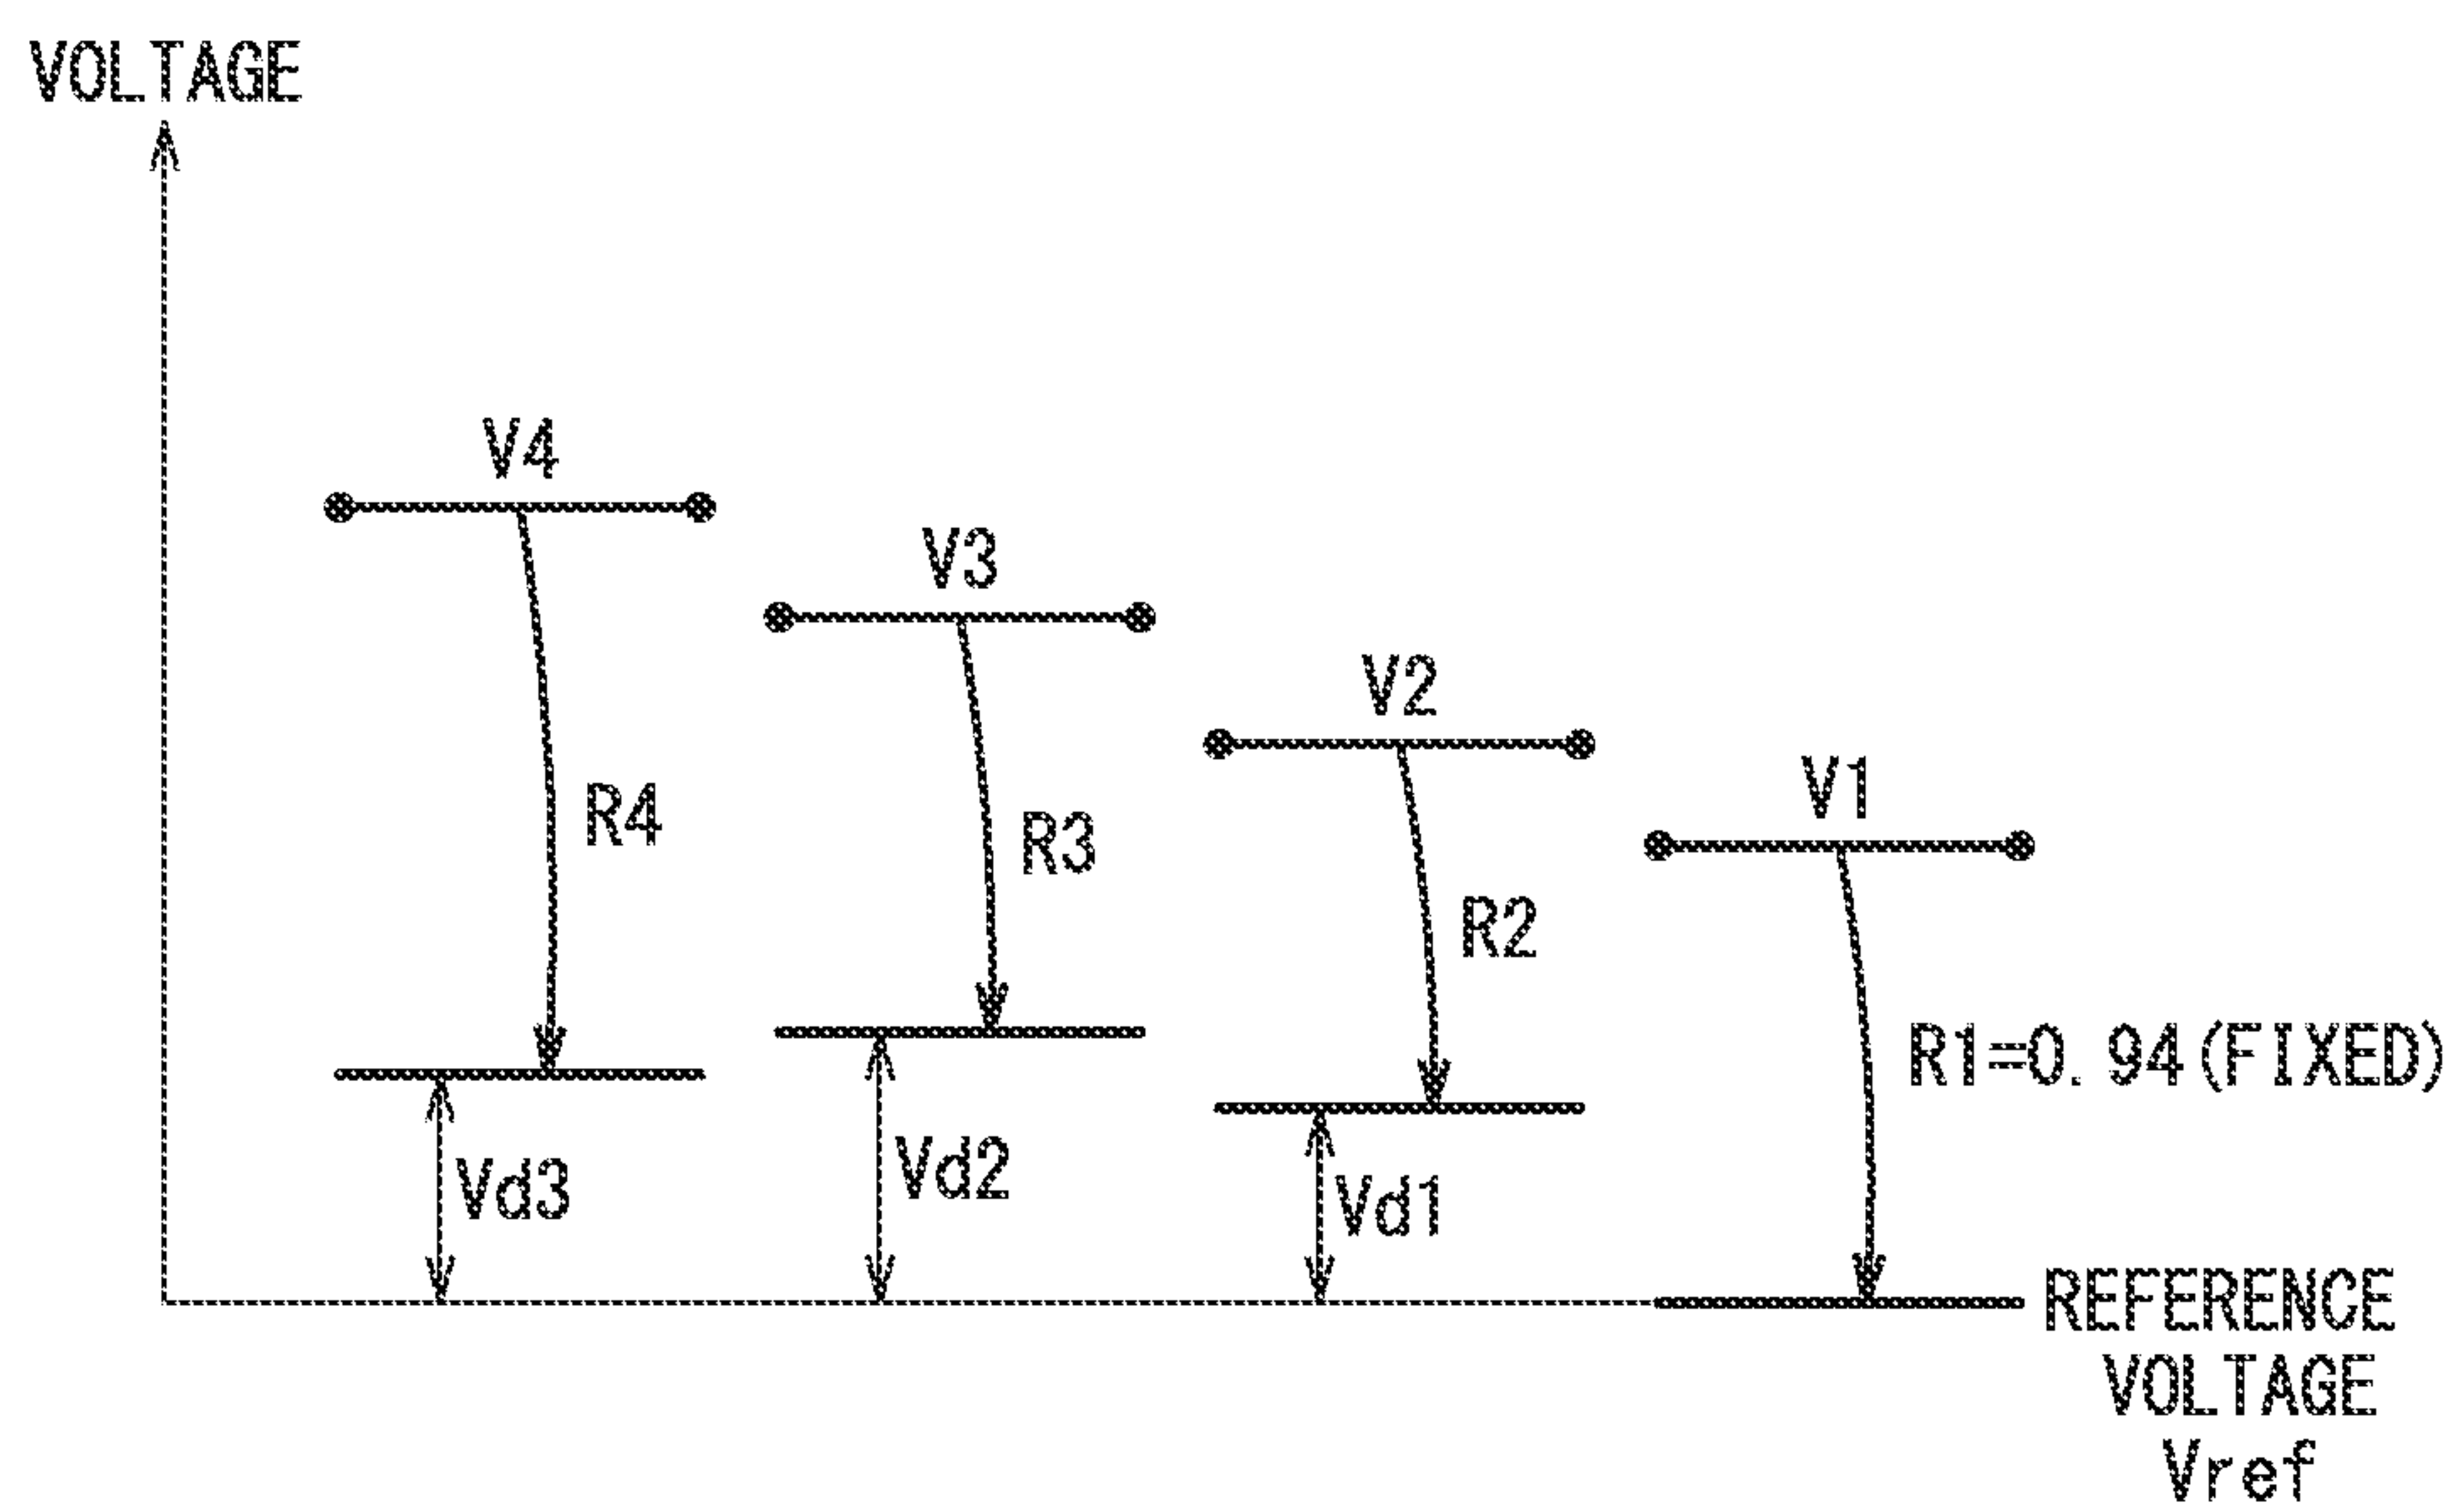 VOLTAGE
V4
V3
V2
V1
R4
R3
R2
R1=0.94(FIXED)
Vd3
Vd2
Vd1
REFERENCE
VOLTAGE
Vref